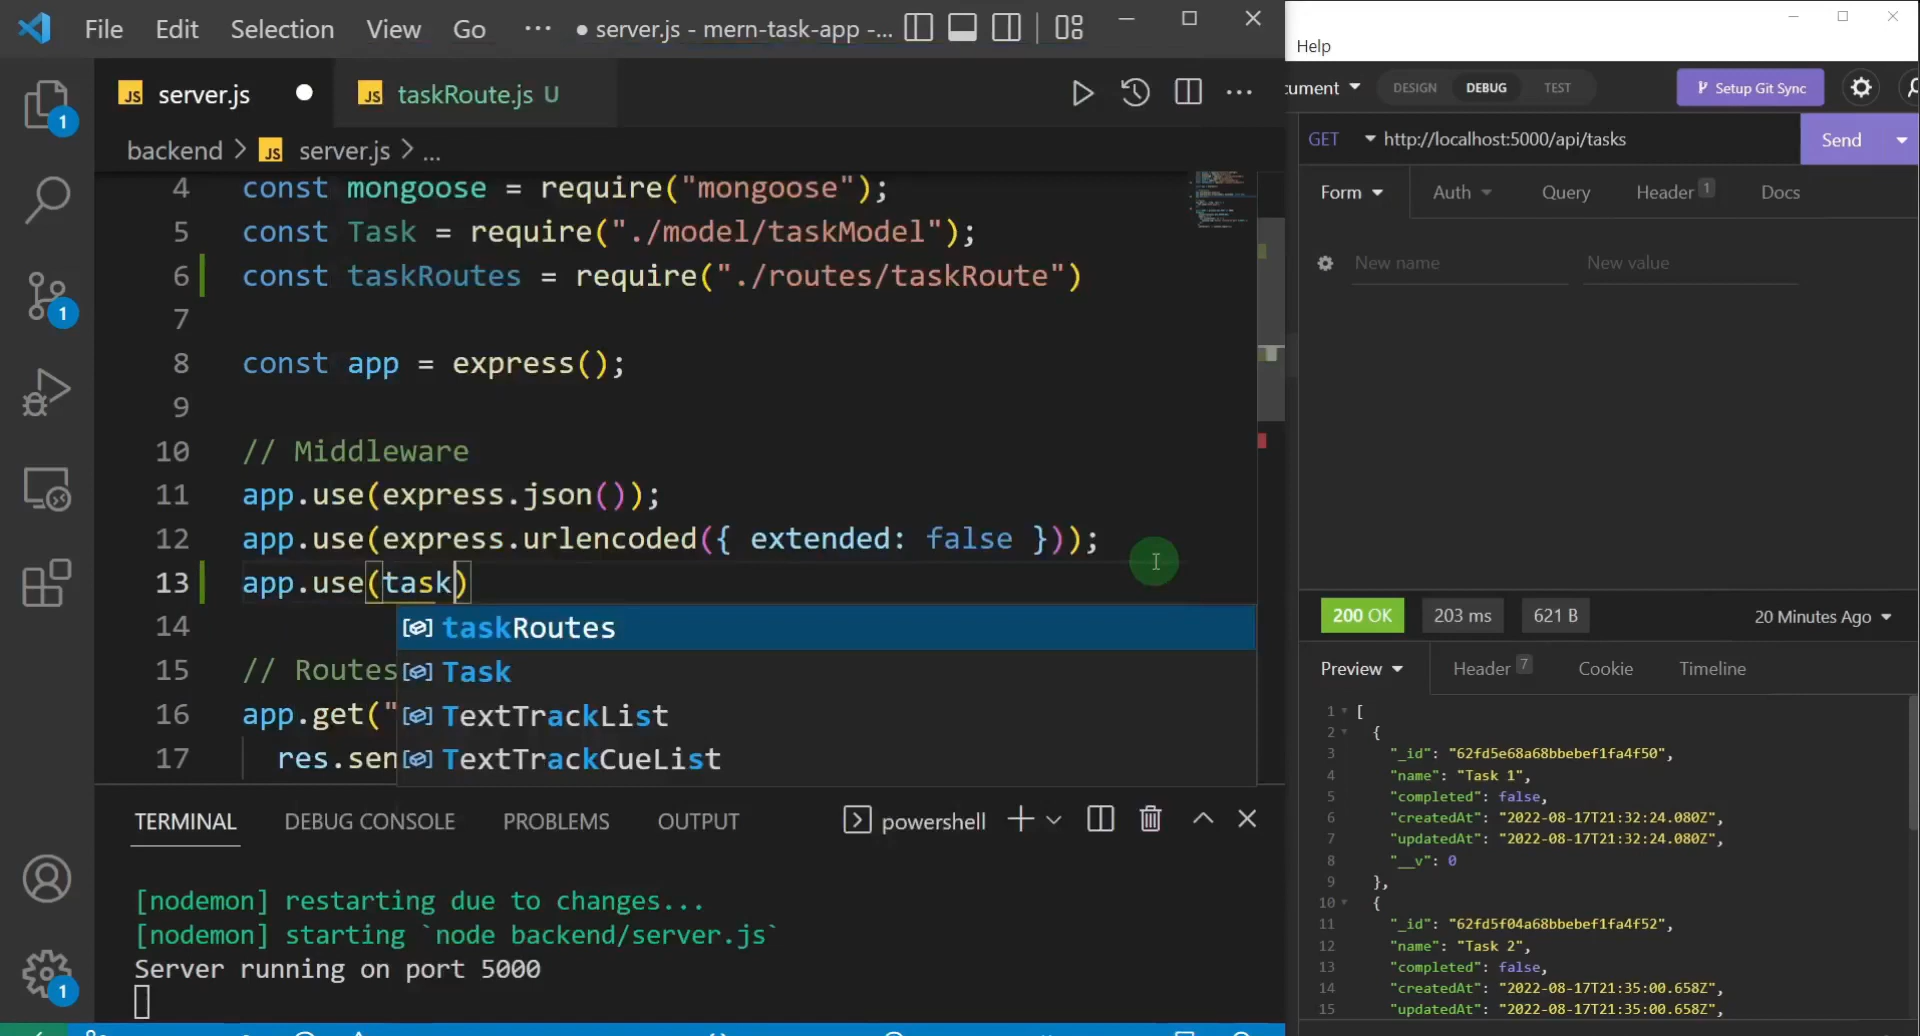 File Edit Selection View Go ··· ● server.js - mern-task-app -...
JS server.js ● JS taskRoute.js U
backend > JS server.js > ...
4 const mongoose = require("mongoose");
5 const Task = require("./model/taskModel");
6 const taskRoutes = require("./routes/taskRoute")
7
8 const app = express();
9
10 // Middleware
11 app.use(express.json());
12 app.use(express.urlencoded({ extended: false }));
13 app.use(task)
14
15 // Routes
16 app.get("
17 res.sen
taskRoutes
Task
TextTrackList
TextTrackCueList
1
1
1
TERMINAL DEBUG CONSOLE PROBLEMS OUTPUT powershell
[nodemon] restarting due to changes...
[nodemon] starting `node backend/server.js`
Server running on port 5000
Help
cument DESIGN DEBUG TEST Setup Git Sync
GET http://localhost:5000/api/tasks Send
Form Auth Query Header 1 Docs
New name New value
200 OK 203 ms 621 B 20 Minutes Ago
Preview Header 7 Cookie Timeline
1 [
2 {
3 "_id": "62fd5e68a68bbebef1fa4f50",
4 "name": "Task 1",
5 "completed": false,
6 "createdAt": "2022-08-17T21:32:24.080Z",
7 "updatedAt": "2022-08-17T21:32:24.080Z",
8 "__v": 0
9 },
10 {
11 "_id": "62fd5f04a68bbebef1fa4f52",
12 "name": "Task 2",
13 "completed": false,
14 "createdAt": "2022-08-17T21:35:00.658Z",
15 "updatedAt": "2022-08-17T21:35:00.658Z",